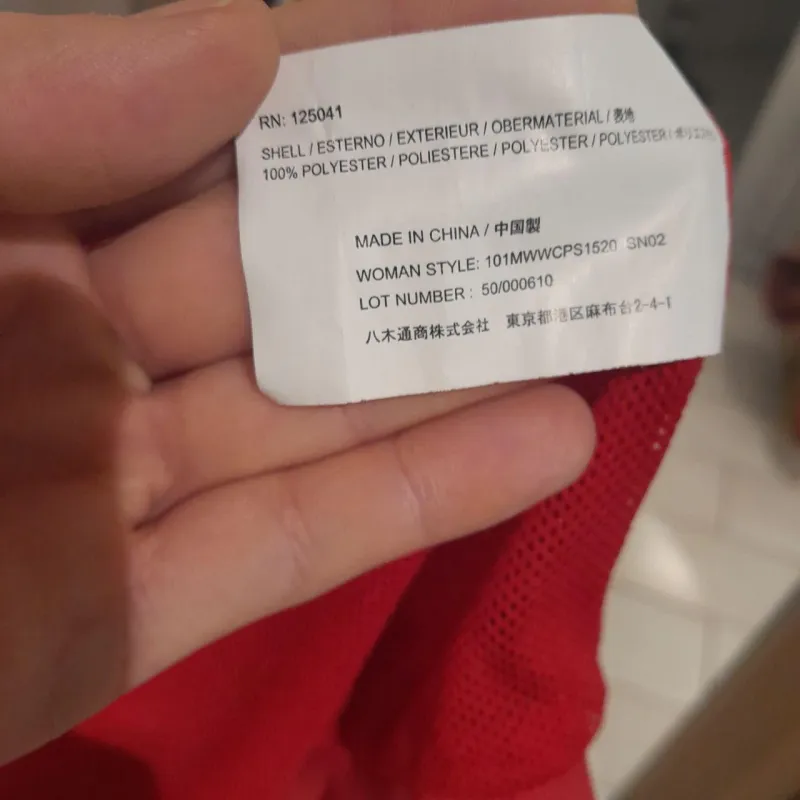 RN: 125041
SHELL / ESTERNO / EXTERIEUR / OBERMATERIAL / 表地
100% POLYESTER / POLIESTERE / POLYESTER / POLYESTER /
MADE IN CHINA / 中国製
WOMAN STYLE: 101MWWCPS1520 SN02
LOT NUMBER : 50/000610
八木通商株式会社 東京都港区麻布台2-4-1